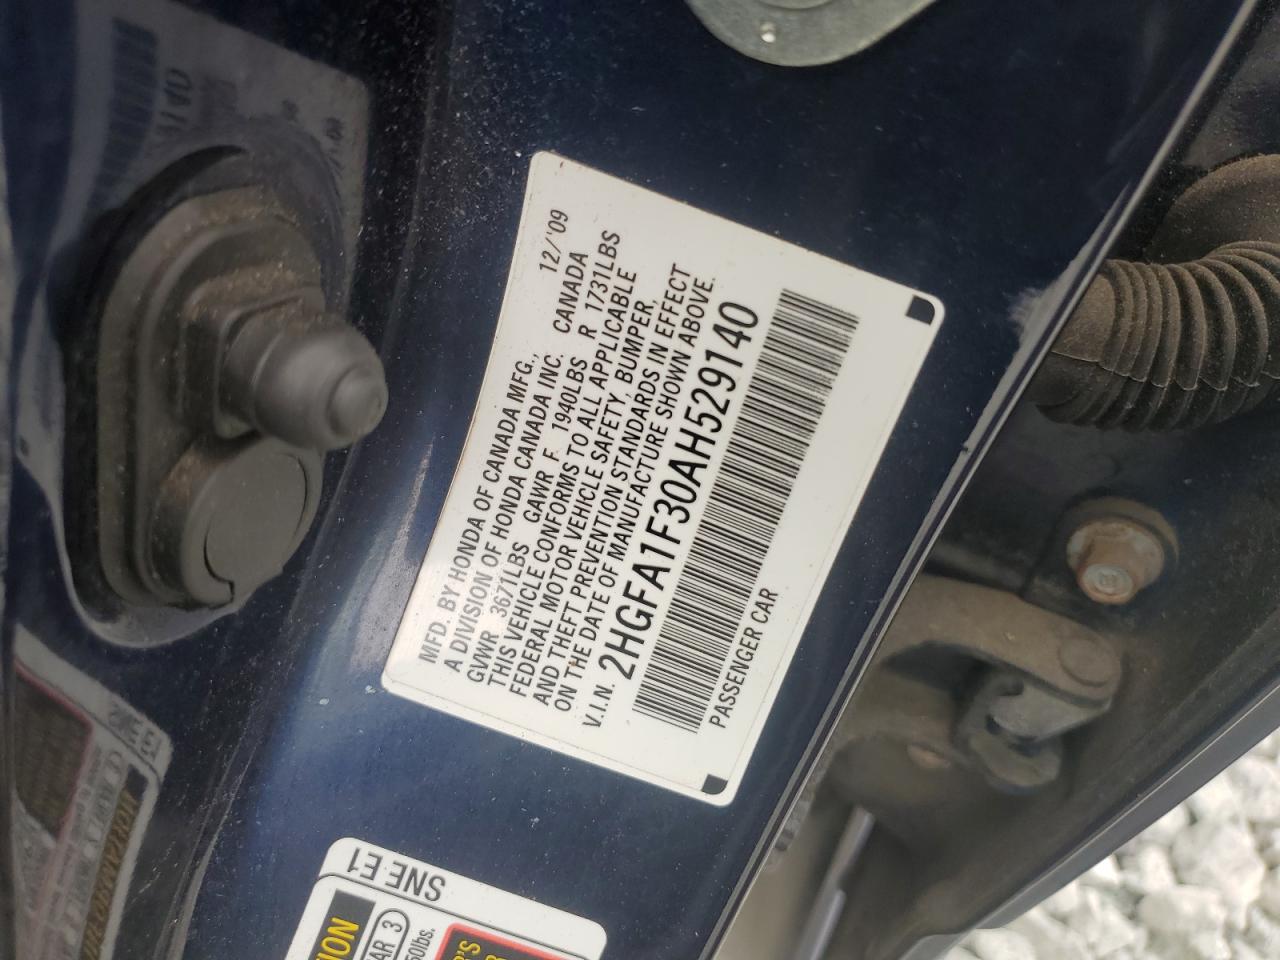 MFD. BY HONDA OF CANADA MFG.,
A DIVISION OF HONDA CANADA INC. 12/'09
GVWR 3671LBS GAWR F. 1940LBS R 1731LBS CANADA
THIS VEHICLE CONFORMS TO ALL APPLICABLE
FEDERAL MOTOR VEHICLE SAFETY, BUMPER,
AND THEFT PREVENTION STANDARDS IN EFFECT
ON THE DATE OF MANUFACTURE SHOWN ABOVE.
V.I.N. 2HGFA1F30AH529140
PASSENGER CAR
SNE E1